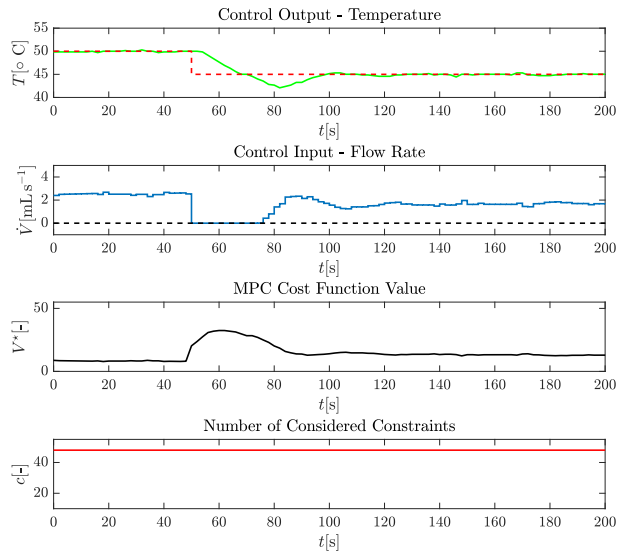 Control Output - Temperature
55
50
45
40
T[∘ C]
0 20 40 60 80 100 120 140 160 180 200
t[s]
Control Input - Flow Rate
4
2
0
V̇[mL s⁻¹]
0 20 40 60 80 100 120 140 160 180 200
t[s]
MPC Cost Function Value
50
0
V⋆[-]
0 20 40 60 80 100 120 140 160 180 200
t[s]
Number of Considered Constraints
40
20
c[-]
0 20 40 60 80 100 120 140 160 180 200
t[s]